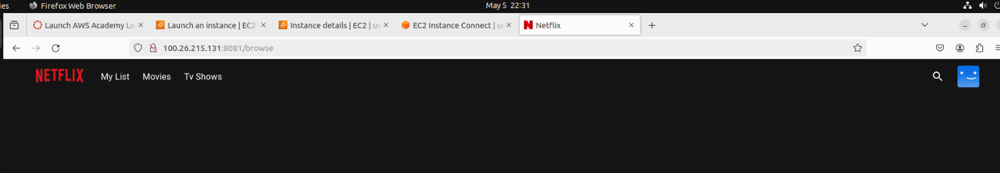 ies Firefox Web Browser May 5 22:31
Launch AWS Academy Le Launch an instance | EC2 Instance details | EC2 | us EC2 Instance Connect | us Netflix
100.26.215.131:8081/browse
NETFLIX My List Movies Tv Shows